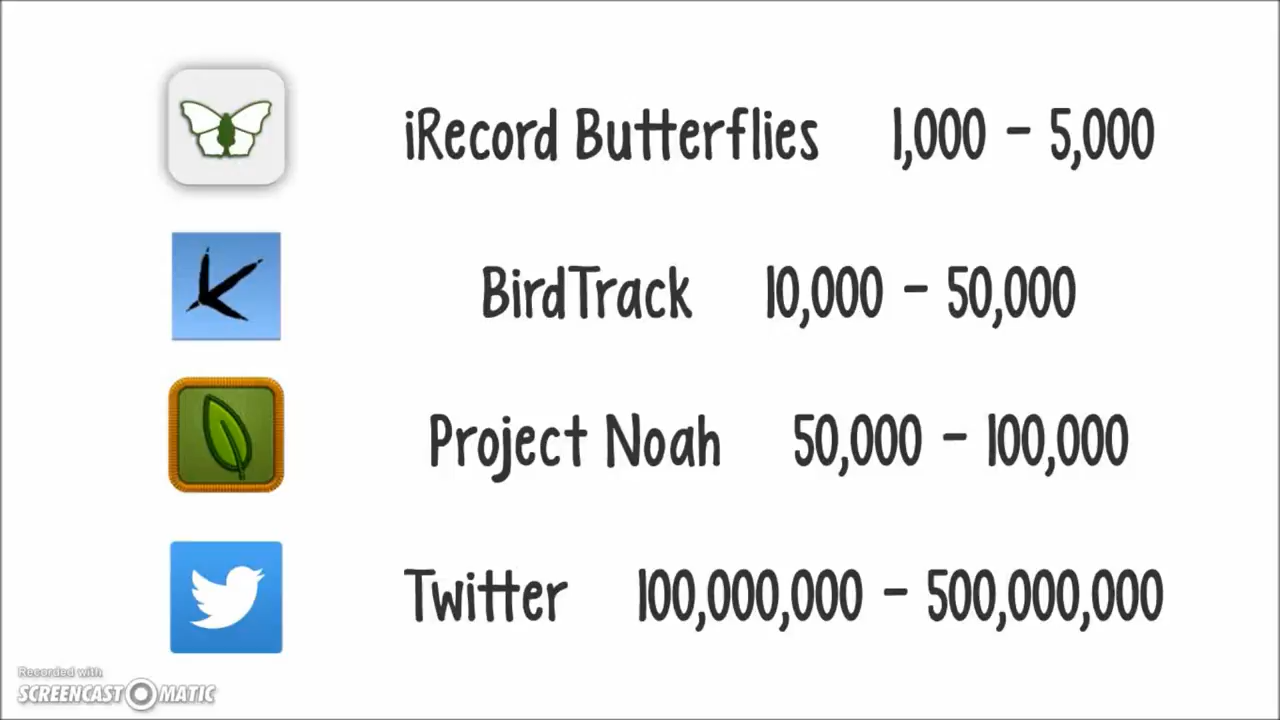 iRecord Butterflies 1,000 - 5,000
BirdTrack 10,000 - 50,000
Project Noah 50,000 - 100,000
Twitter 100,000,000 - 500,000,000
Recorded with
SCREENCAST MATIC